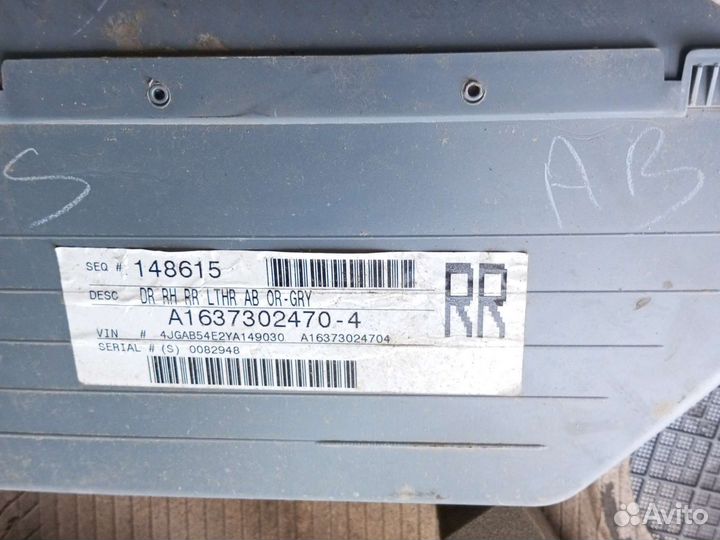 S
AB
SEQ # 148615
DESC DR RH RR LTHR AB OR-GRY
A1637302470-4
VIN # 4JGAB54E2YA149030 A16373024704
SERIAL # (S) 0082948
RR
Avito